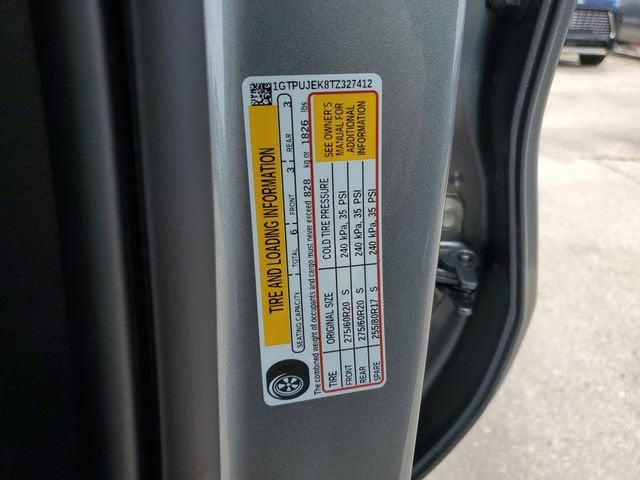 1GTPUJEK8TZ327412
TIRE AND LOADING INFORMATION
SEATING CAPACITY TOTAL 6 FRONT 3 REAR 3
The combined weight of occupants and cargo must never exceed 828 kg or 1826 lbs
TIRE ORIGINAL SIZE COLD TIRE PRESSURE
FRONT 275/60R20 S 240 kPa, 35 PSI
REAR 275/60R20 S 240 kPa, 35 PSI
SPARE 255/80R17 S 240 kPa, 35 PSI
SEE OWNER'S
MANUAL FOR
ADDITIONAL
INFORMATION